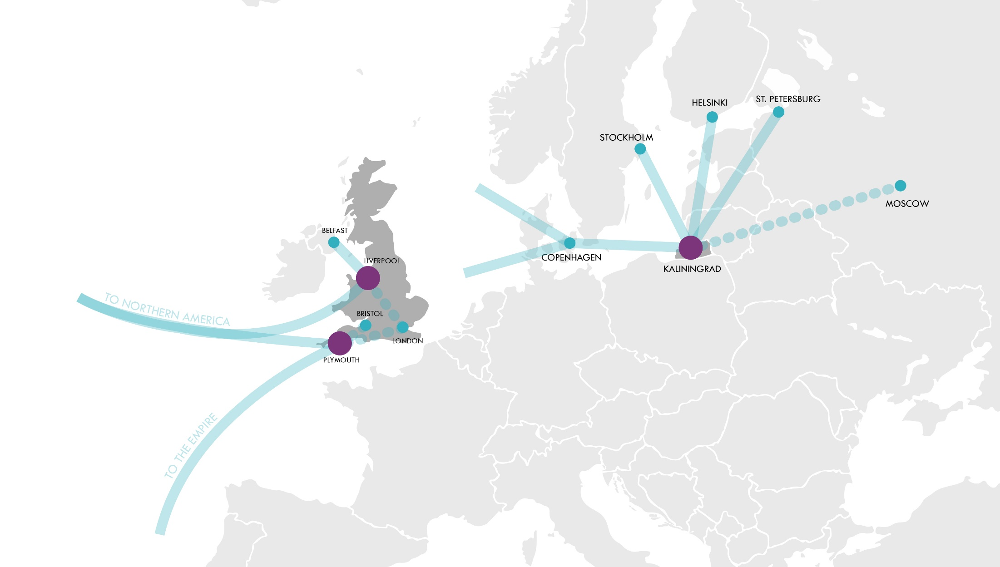 HELSINKI
ST. PETERSBURG
STOCKHOLM
MOSCOW
BELFAST
COPENHAGEN
LIVERPOOL
KALININGRAD
TO NORTHERN AMERICA
BRISTOL
LONDON
PLYMOUTH
TO THE EMPIRE